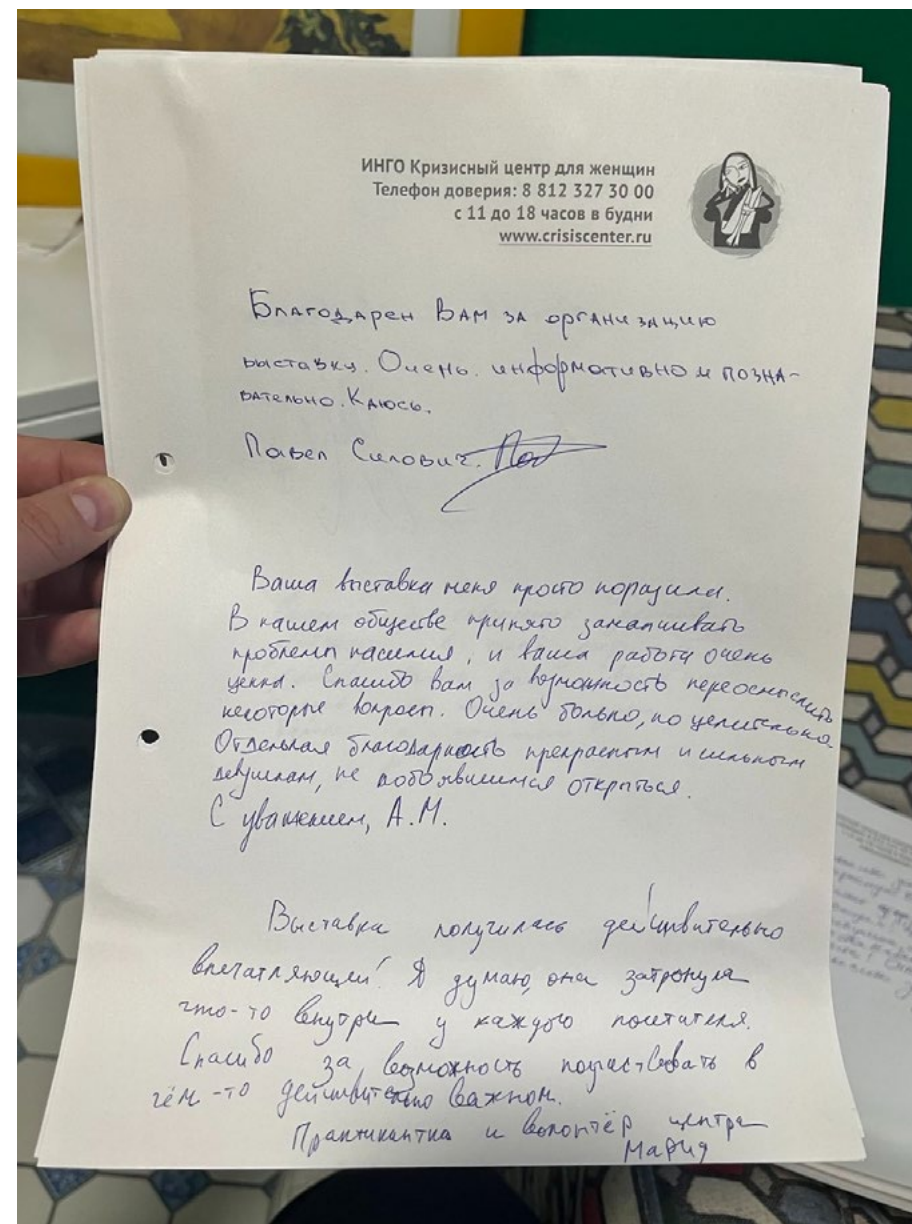 ИНГО Кризисный центр для женщин
Телефон доверия: 8 812 327 30 00
с 11 до 18 часов в будни
www.crisiscenter.ru
Благодарен Вам за организацию
выставки. Очень. информативно и позна-
вательно. Каюсь.
Павел Силович.
Ваша выставка меня просто поразила.
В нашем обществе принято замалчивать
проблемы насилия, и ваша работа очень
ценна. Спасибо вам за возможность переосмыслить
некоторые вопросы. Очень больно, но целительно.
Отдельная благодарность прекрасным и сильным
девушкам, не побоявшимся открыться.
С уважением, А.М.
Выставка получилась действительно
впечатляющей! Я думаю, она затронула
что-то внутри у каждого посетителя.
Спасибо за возможность поучаствовать в
чём-то действительно важном.
Практикантка и волонтёр центра
Мария